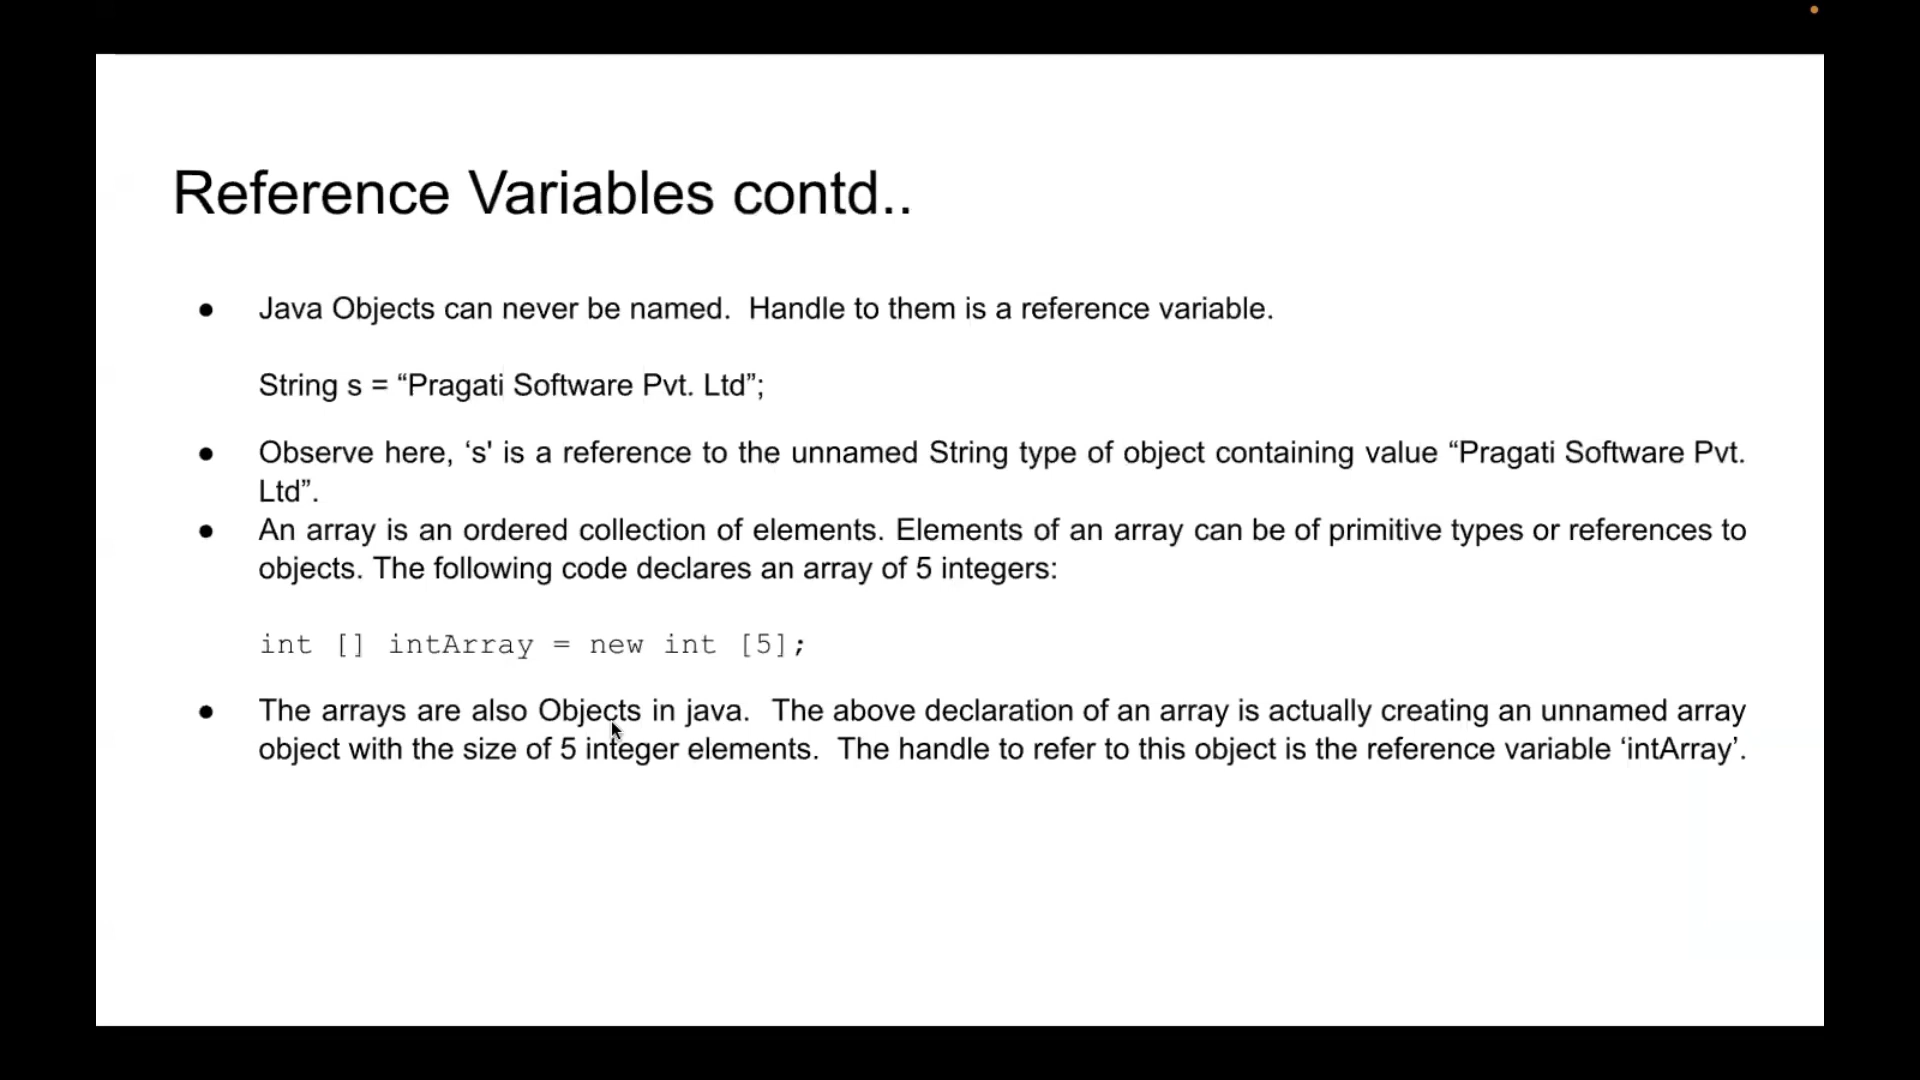 Reference Variables contd..
● Java Objects can never be named.  Handle to them is a reference variable.
String s = “Pragati Software Pvt. Ltd”;
● Observe here, ‘s' is a reference to the unnamed String type of object containing value “Pragati Software Pvt.
Ltd”.
● An array is an ordered collection of elements. Elements of an array can be of primitive types or references to
objects. The following code declares an array of 5 integers:
int [] intArray = new int [5];
● The arrays are also Objects in java.  The above declaration of an array is actually creating an unnamed array
object with the size of 5 integer elements.  The handle to refer to this object is the reference variable ‘intArray’.